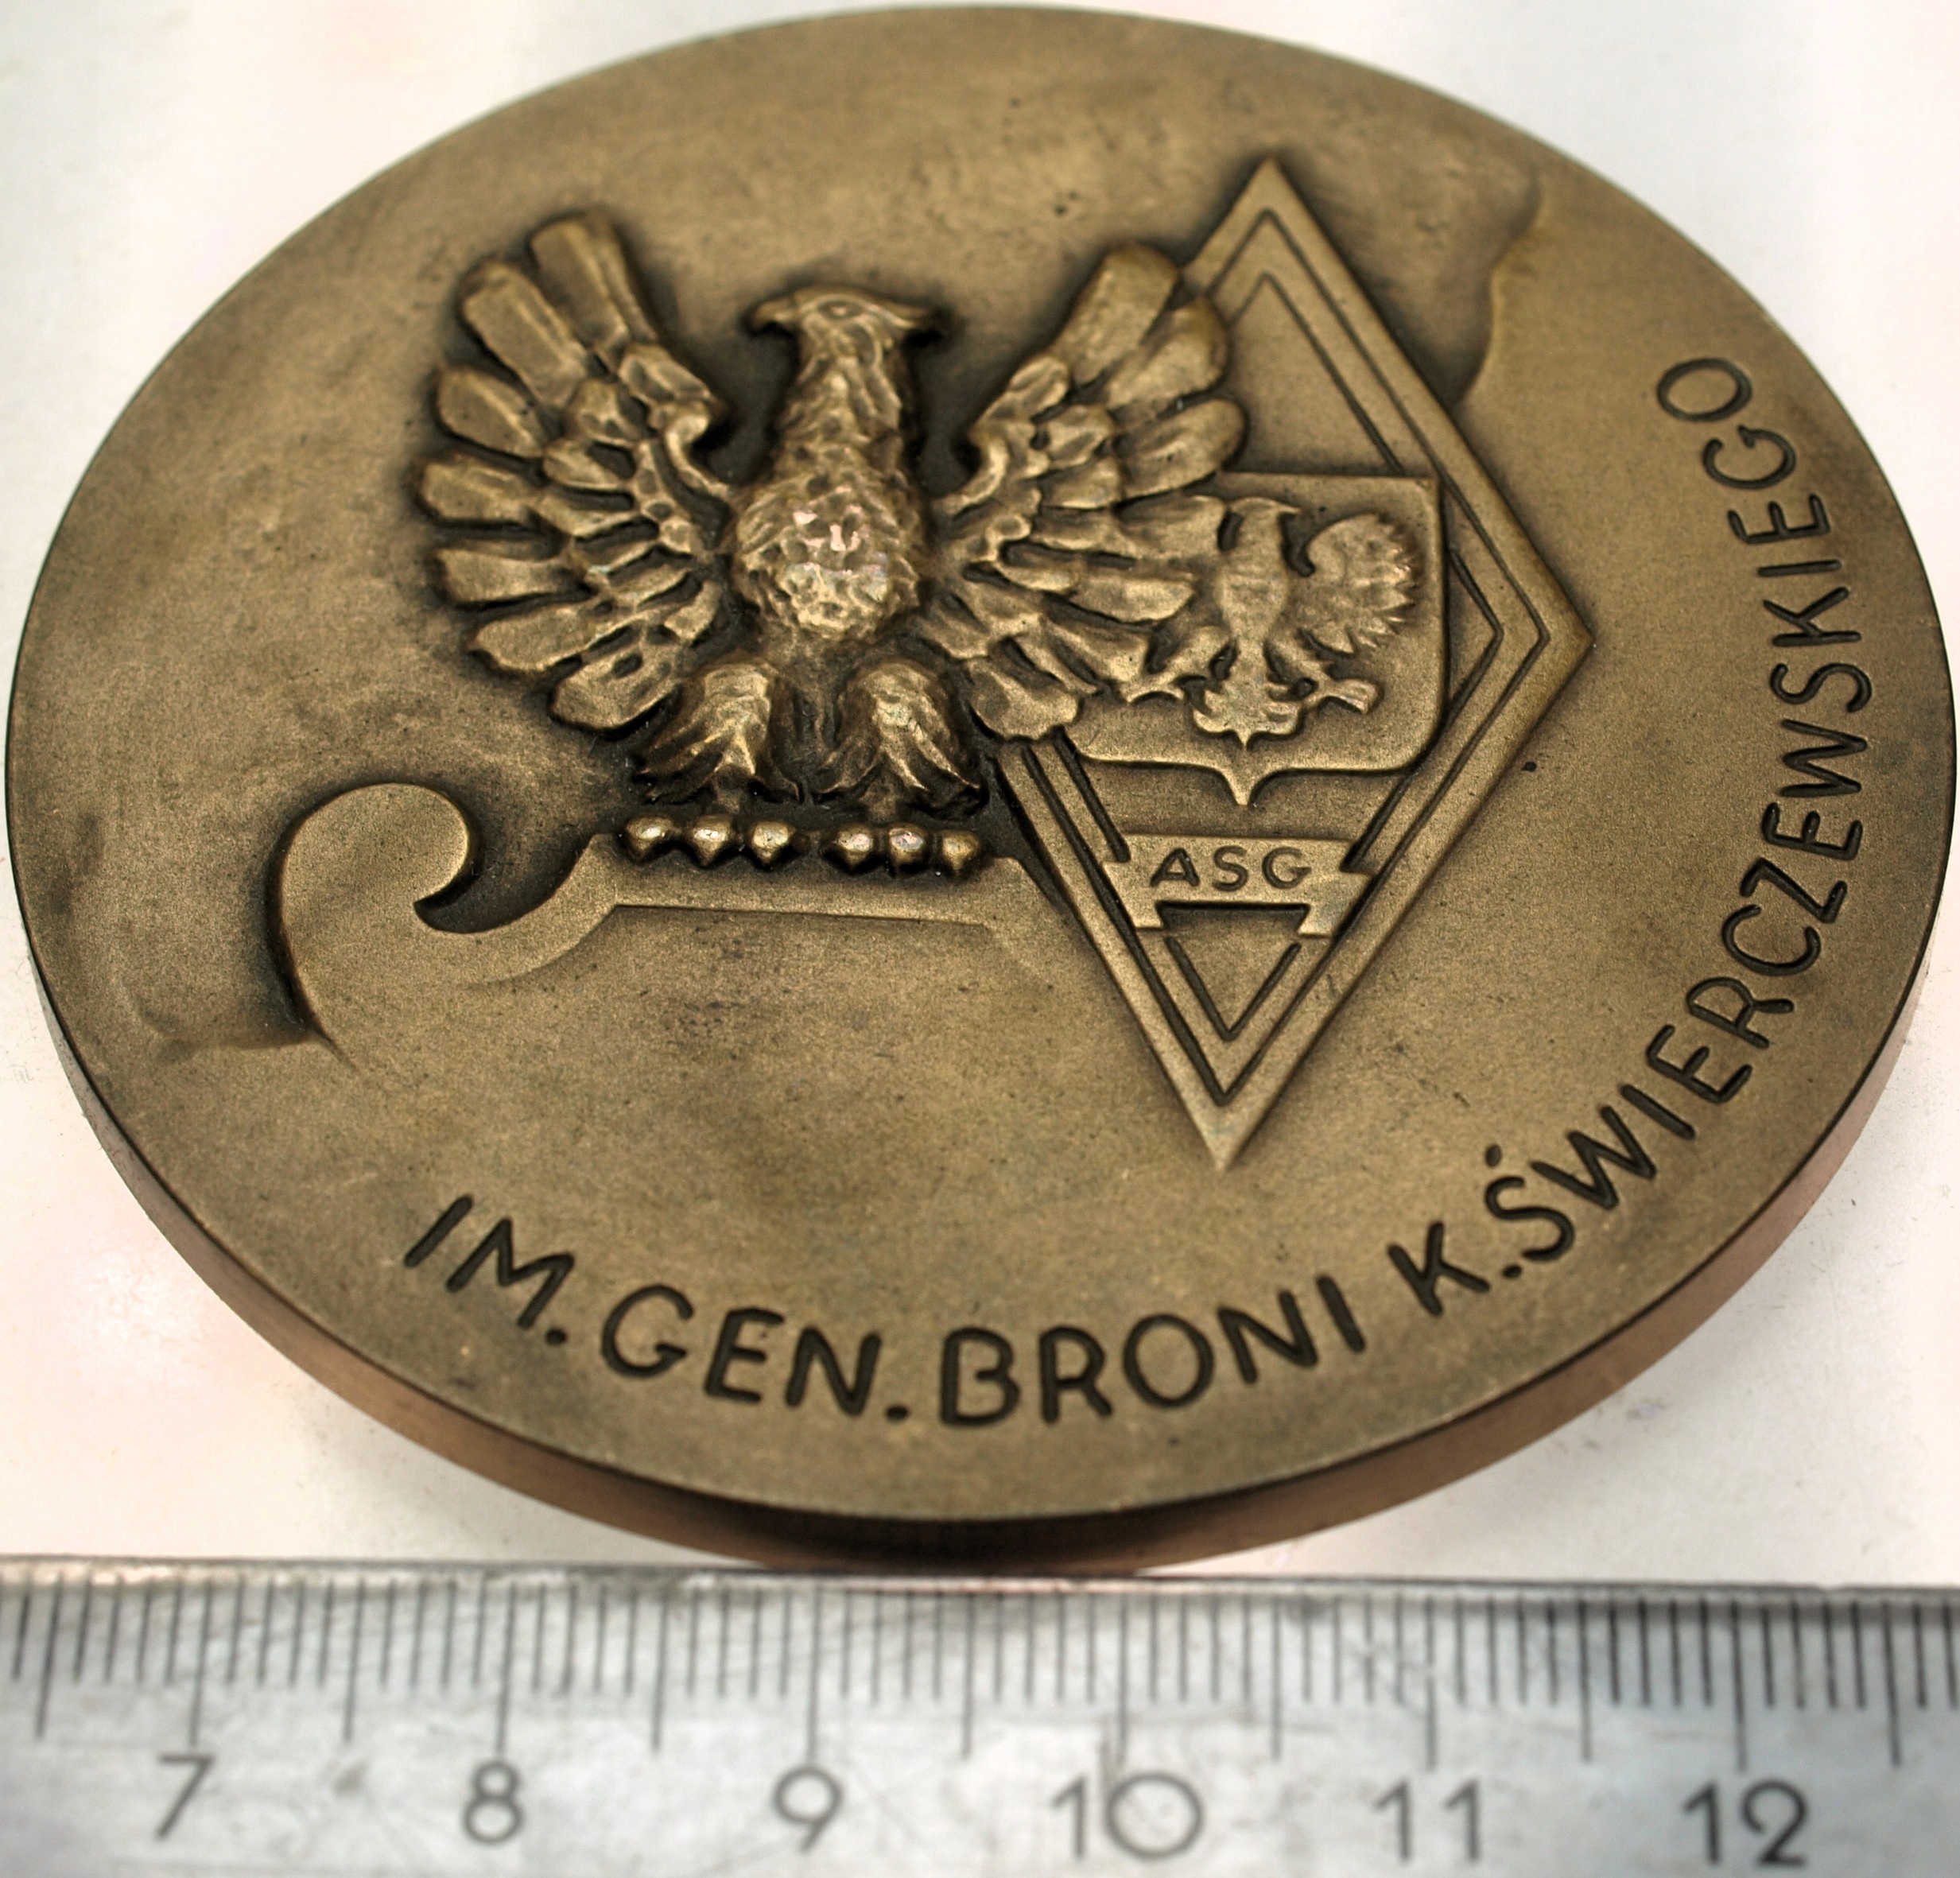 ASG
IM. GEN. BRONI K. ŚWIERCZEWSKIEGO
7 8 9 10 11 12